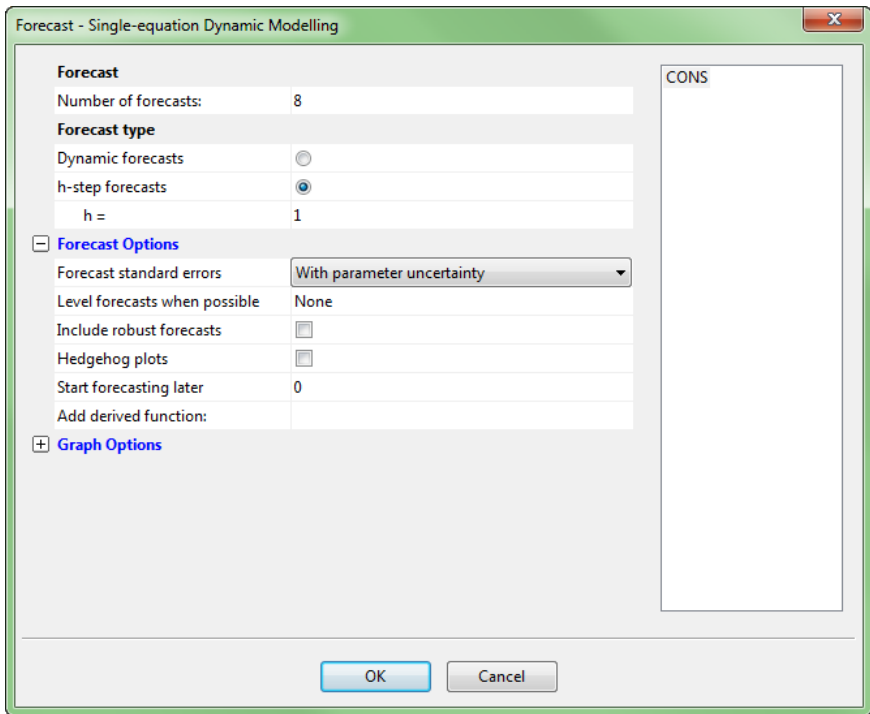 Forecast - Single-equation Dynamic Modelling
Forecast
Number of forecasts: 8
Forecast type
Dynamic forecasts
h-step forecasts
h = 1
Forecast Options
Forecast standard errors With parameter uncertainty
Level forecasts when possible None
Include robust forecasts
Hedgehog plots
Start forecasting later 0
Add derived function:
Graph Options
CONS
OK Cancel